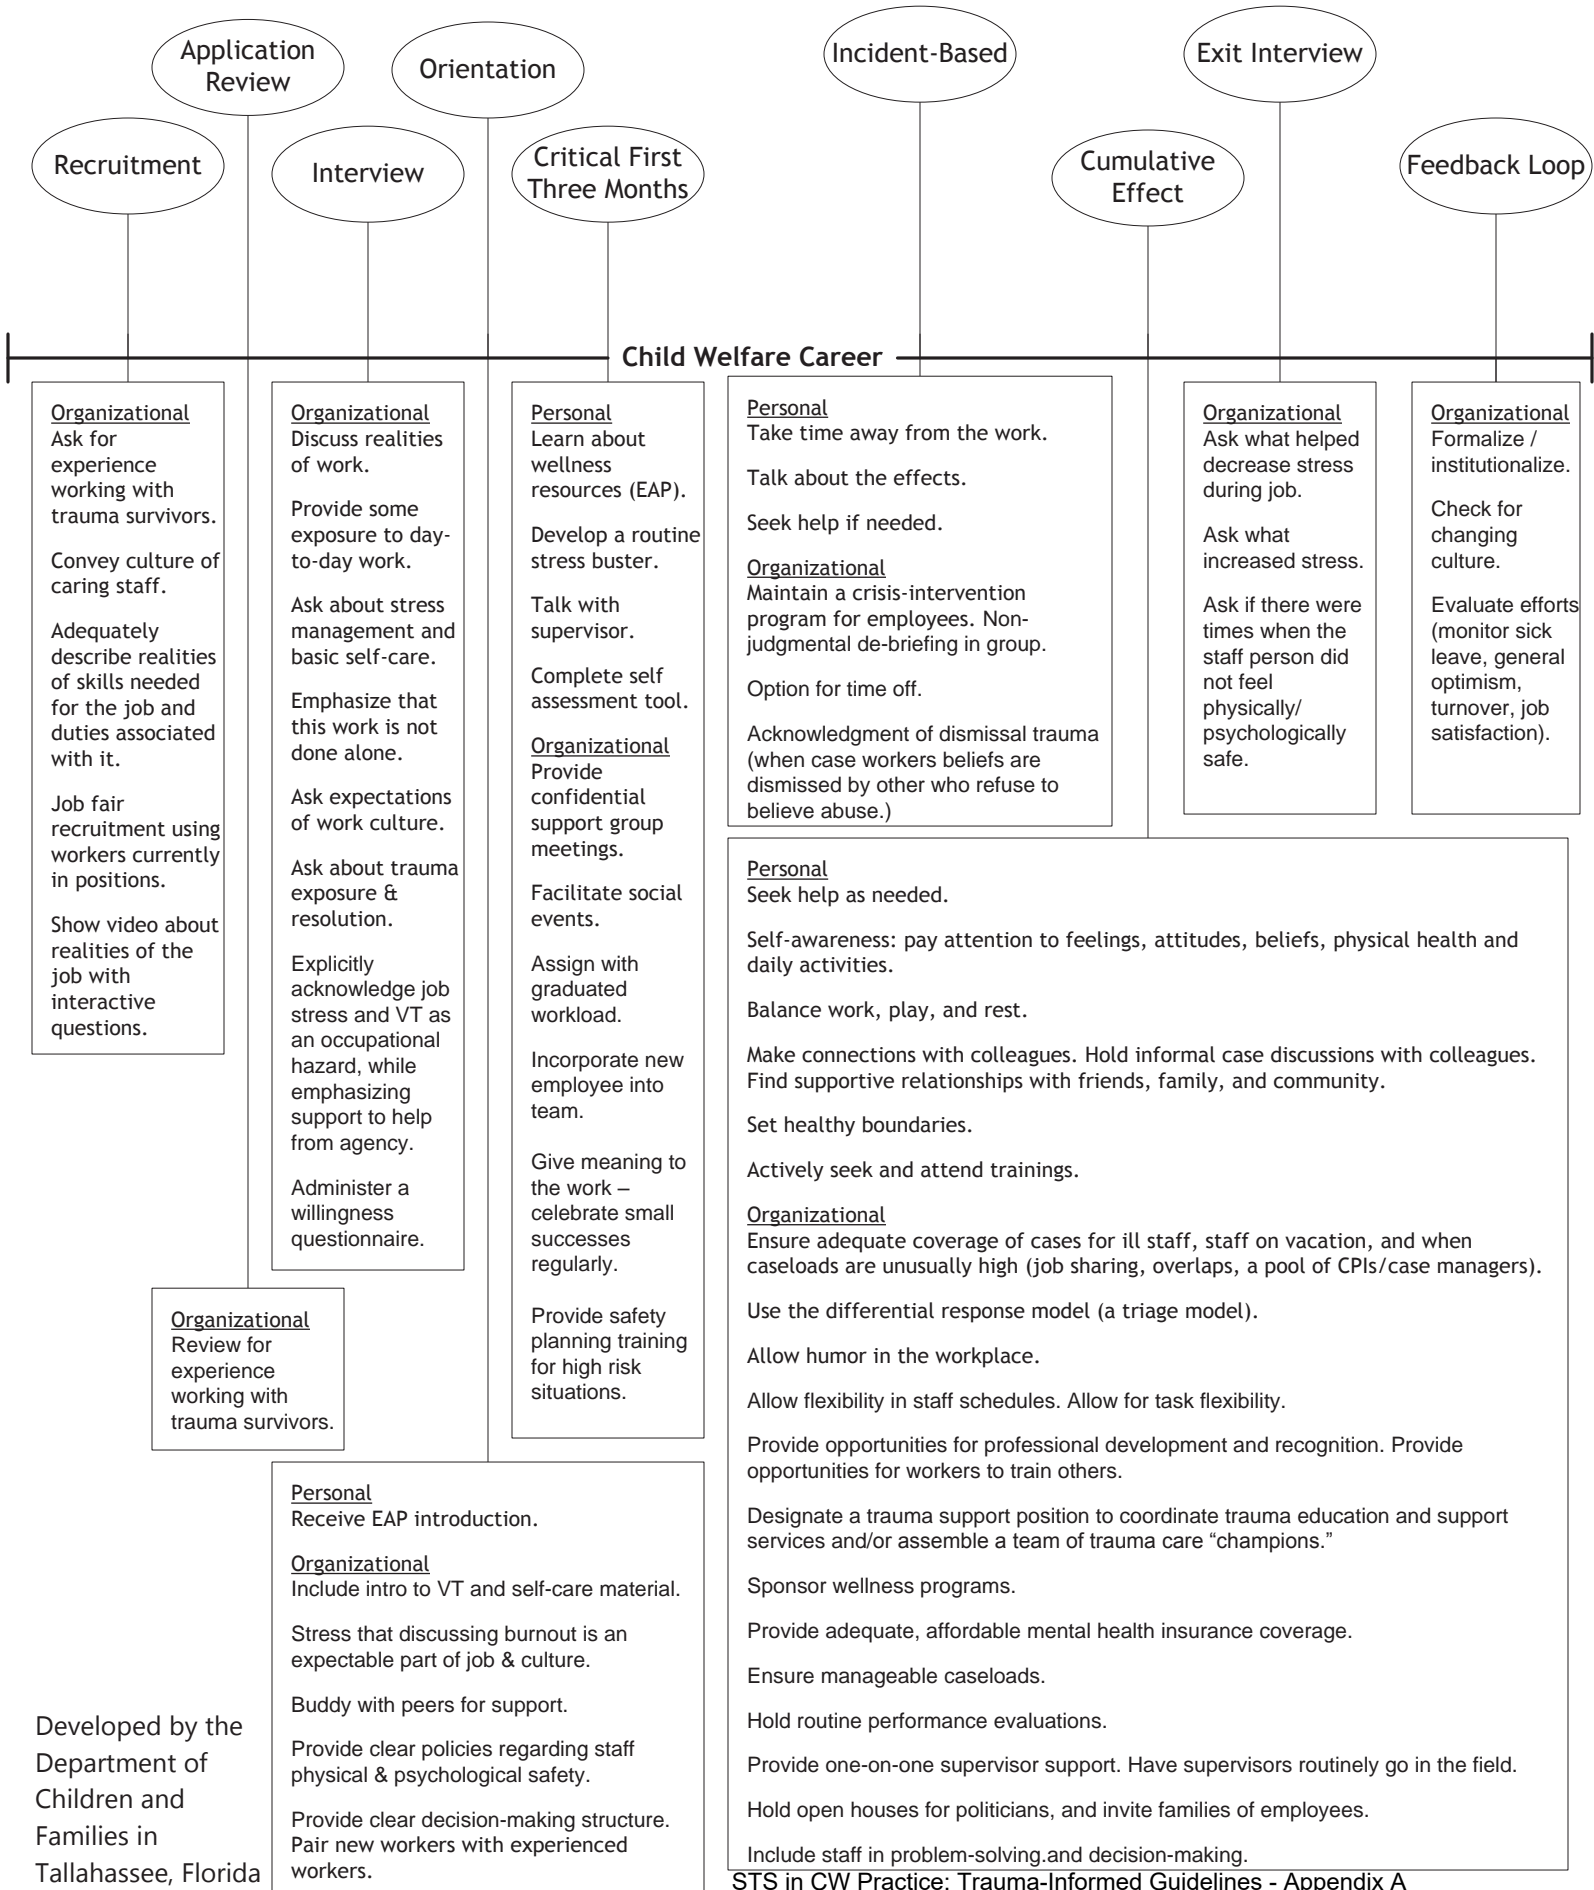 Application
Review
Orientation
Incident-Based
Exit Interview
Recruitment
Interview
Critical First
Three Months
Cumulative
Effect
Feedback Loop
Child Welfare Career
Organizational
Ask for
experience
working with
trauma survivors.
Convey culture of
caring staff.
Adequately
describe realities
of skills needed
for the job and
duties associated
with it.
Job fair
recruitment using
workers currently
in positions.
Show video about
realities of the
job with
interactive
questions.
Organizational
Review for
experience
working with
trauma survivors.
Organizational
Discuss realities
of work.
Provide some
exposure to day-
to-day work.
Ask about stress
management and
basic self-care.
Emphasize that
this work is not
done alone.
Ask expectations
of work culture.
Ask about trauma
exposure &
resolution.
Explicitly
acknowledge job
stress and VT as
an occupational
hazard, while
emphasizing
support to help
from agency.
Administer a
willingness
questionnaire.
Personal
Receive EAP introduction.
Organizational
Include intro to VT and self-care material.
Stress that discussing burnout is an
expectable part of job & culture.
Buddy with peers for support.
Provide clear policies regarding staff
physical & psychological safety.
Provide clear decision-making structure.
Pair new workers with experienced
workers.
Personal
Learn about
wellness
resources (EAP).
Develop a routine
stress buster.
Talk with
supervisor.
Complete self
assessment tool.
Organizational
Provide
confidential
support group
meetings.
Facilitate social
events.
Assign with
graduated
workload.
Incorporate new
employee into
team.
Give meaning to
the work –
celebrate small
successes
regularly.
Provide safety
planning training
for high risk
situations.
Personal
Take time away from the work.
Talk about the effects.
Seek help if needed.
Organizational
Maintain a crisis-intervention
program for employees. Non-
judgmental de-briefing in group.
Option for time off.
Acknowledgment of dismissal trauma
(when case workers beliefs are
dismissed by other who refuse to
believe abuse.)
Personal
Seek help as needed.
Self-awareness: pay attention to feelings, attitudes, beliefs, physical health and
daily activities.
Balance work, play, and rest.
Make connections with colleagues. Hold informal case discussions with colleagues.
Find supportive relationships with friends, family, and community.
Set healthy boundaries.
Actively seek and attend trainings.
Organizational
Ensure adequate coverage of cases for ill staff, staff on vacation, and when
caseloads are unusually high (job sharing, overlaps, a pool of CPIs/case managers).
Use the differential response model (a triage model).
Allow humor in the workplace.
Allow flexibility in staff schedules. Allow for task flexibility.
Provide opportunities for professional development and recognition. Provide
opportunities for workers to train others.
Designate a trauma support position to coordinate trauma education and support
services and/or assemble a team of trauma care “champions.”
Sponsor wellness programs.
Provide adequate, affordable mental health insurance coverage.
Ensure manageable caseloads.
Hold routine performance evaluations.
Provide one-on-one supervisor support. Have supervisors routinely go in the field.
Hold open houses for politicians, and invite families of employees.
Include staff in problem-solving.and decision-making.
Organizational
Ask what helped
decrease stress
during job.
Ask what
increased stress.
Ask if there were
times when the
staff person did
not feel
physically/
psychologically
safe.
Organizational
Formalize /
institutionalize.
Check for
changing
culture.
Evaluate efforts
(monitor sick
leave, general
optimism,
turnover, job
satisfaction).
Developed by the
Department of
Children and
Families in
Tallahassee, Florida
STS in CW Practice: Trauma-Informed Guidelines - Appendix A